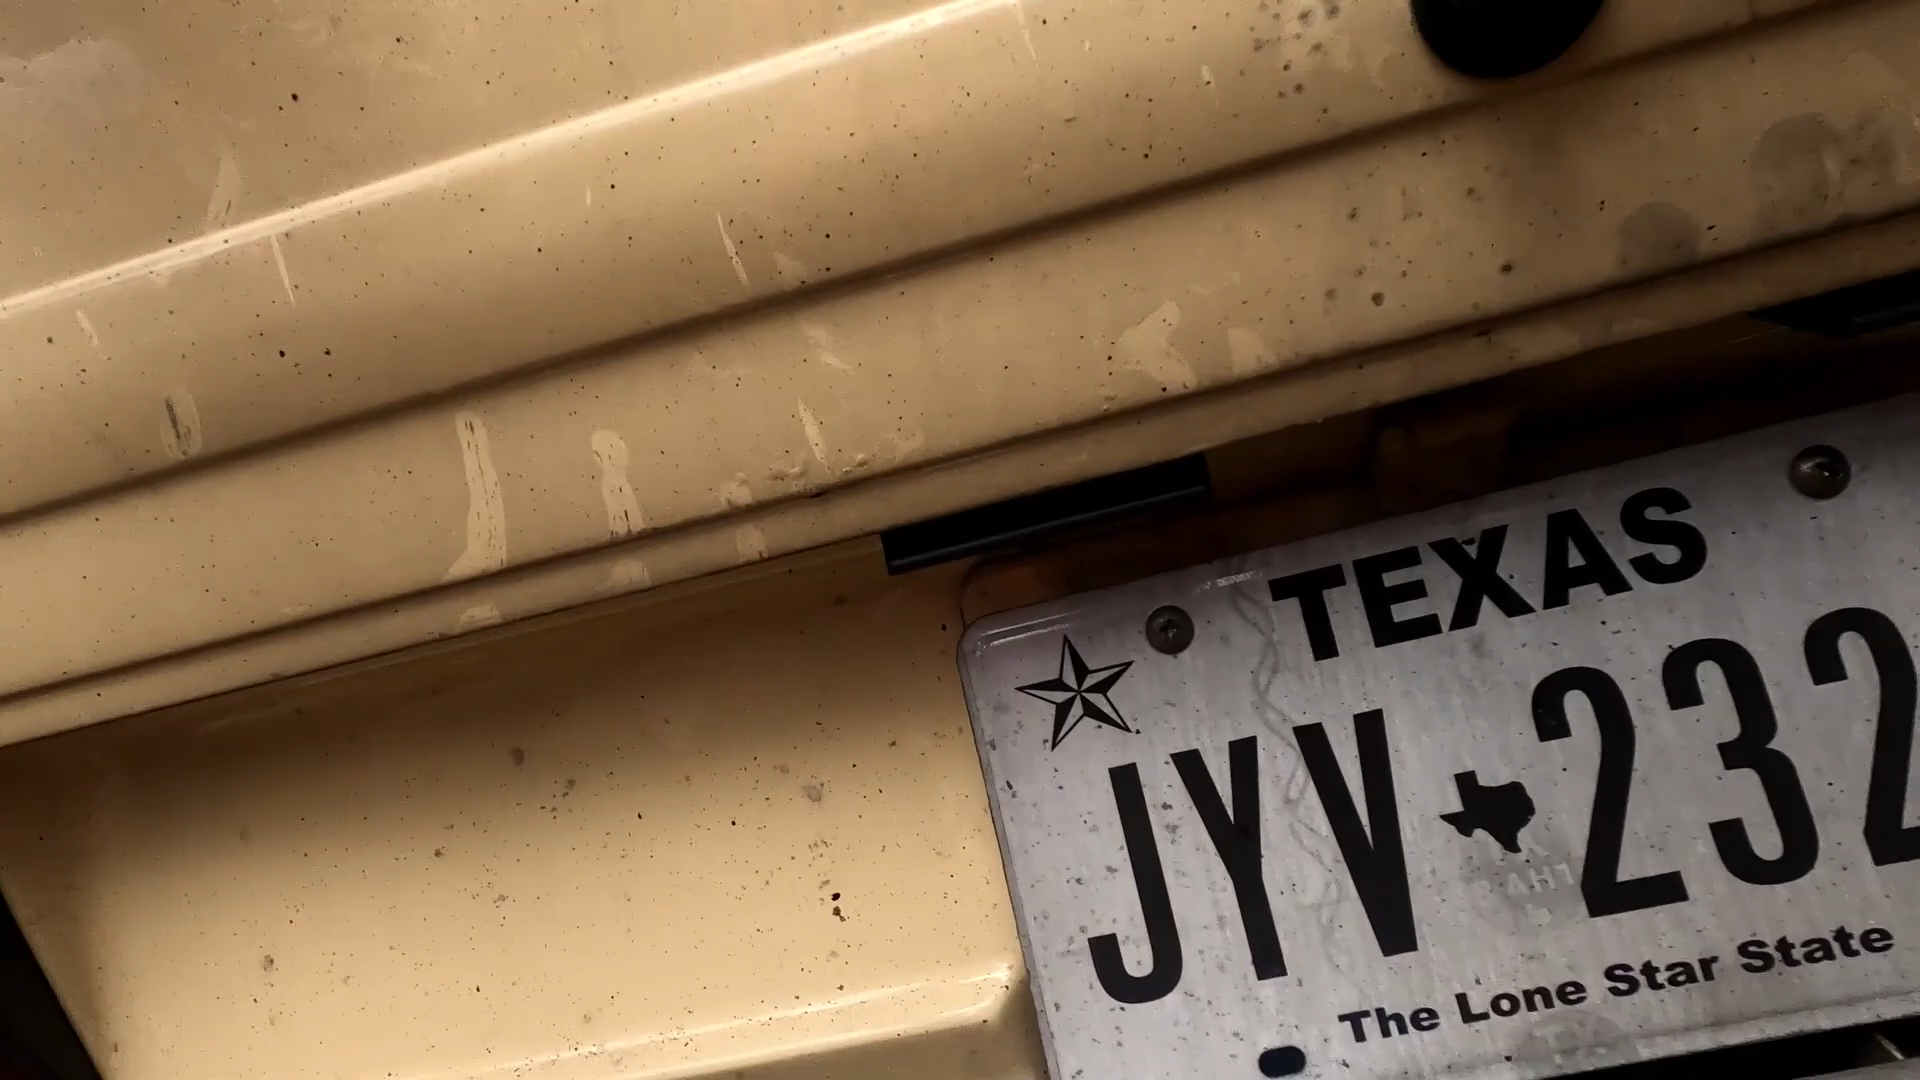 TEXAS
JYV 232
The Lone Star State